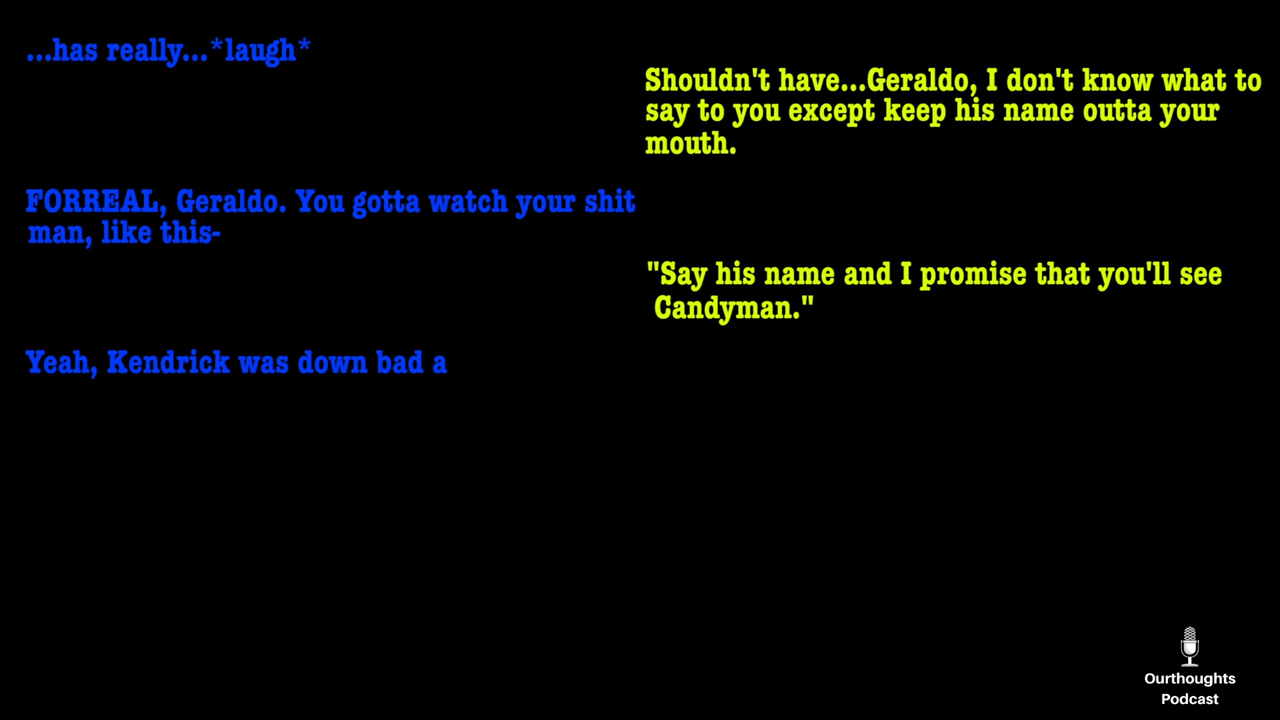 ...has really...*laugh*
Shouldn't have...Geraldo, I don't know what to
say to you except keep his name outta your
mouth.
FORREAL, Geraldo. You gotta watch your shit
man, like this-
"Say his name and I promise that you'll see
Candyman."
Yeah, Kendrick was down bad a
Ourthoughts
Podcast